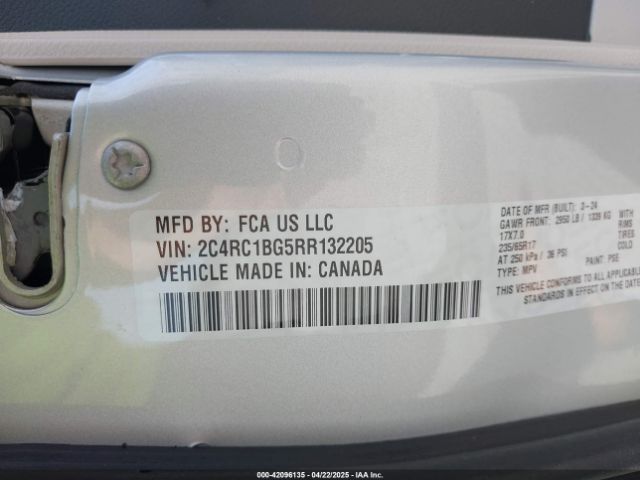 MFD BY: FCA US LLC
VIN: 2C4RC1BG5RR132205
VEHICLE MADE IN: CANADA
DATE OF MFR (BUILT): 2-24
GAWR FRONT: 2950 LB / 1339 KG WITH
17X7.0 RIMS
235/65R17 TIRE
AT 250 kPa / 36 PSI PAINT: PSE
TYPE: MPV
THIS VEHICLE CONFORMS TO ALL APPLICABLE
STANDARDS IN EFFECT ON THE DATE
000-42096135 - 04/22/2025 - IAA Inc.